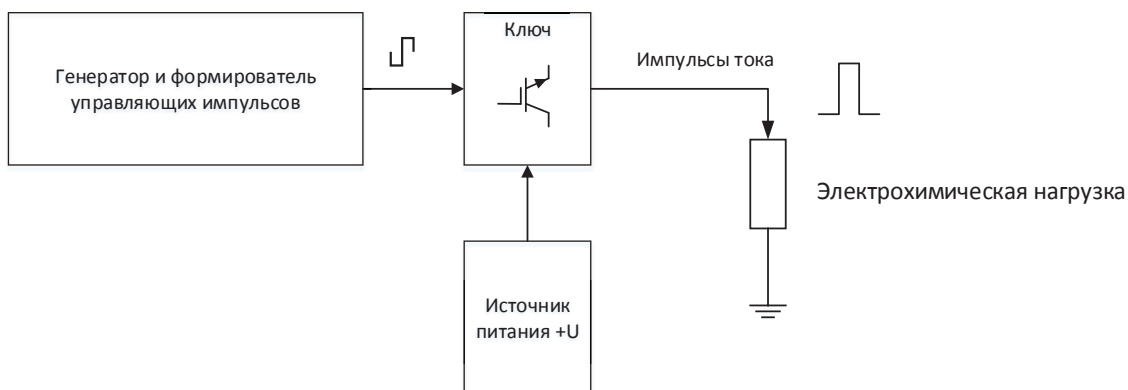 Генератор и формирователь
управляющих импульсов
Ключ
Импульсы тока
Электрохимическая нагрузка
Источник
питания +U